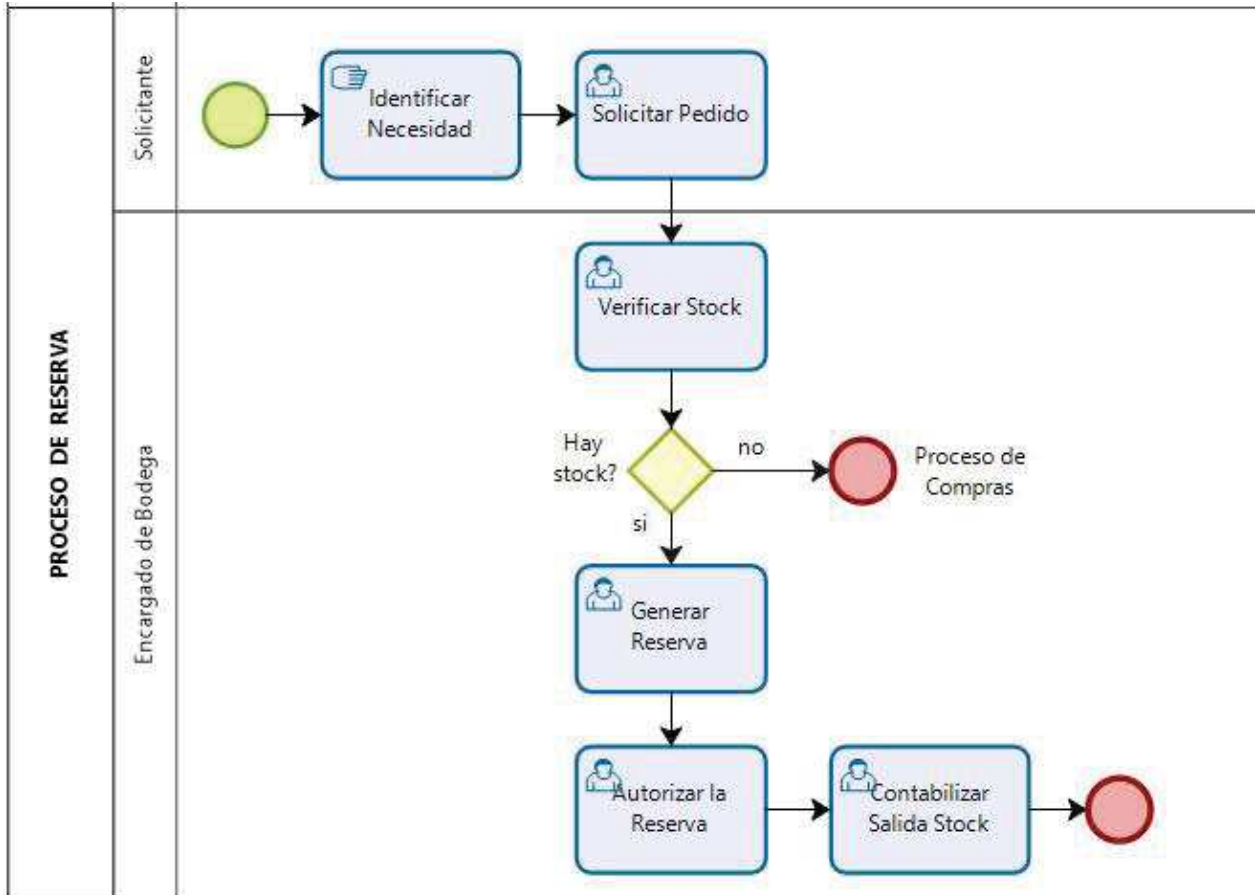 PROCESO DE RESERVA
Solicitante
Identificar
Necesidad
Solicitar Pedido
Encargado de Bodega
Verificar Stock
Hay
stock?
no
Proceso de
Compras
si
Generar
Reserva
Autorizar la
Reserva
Contabilizar
Salida Stock